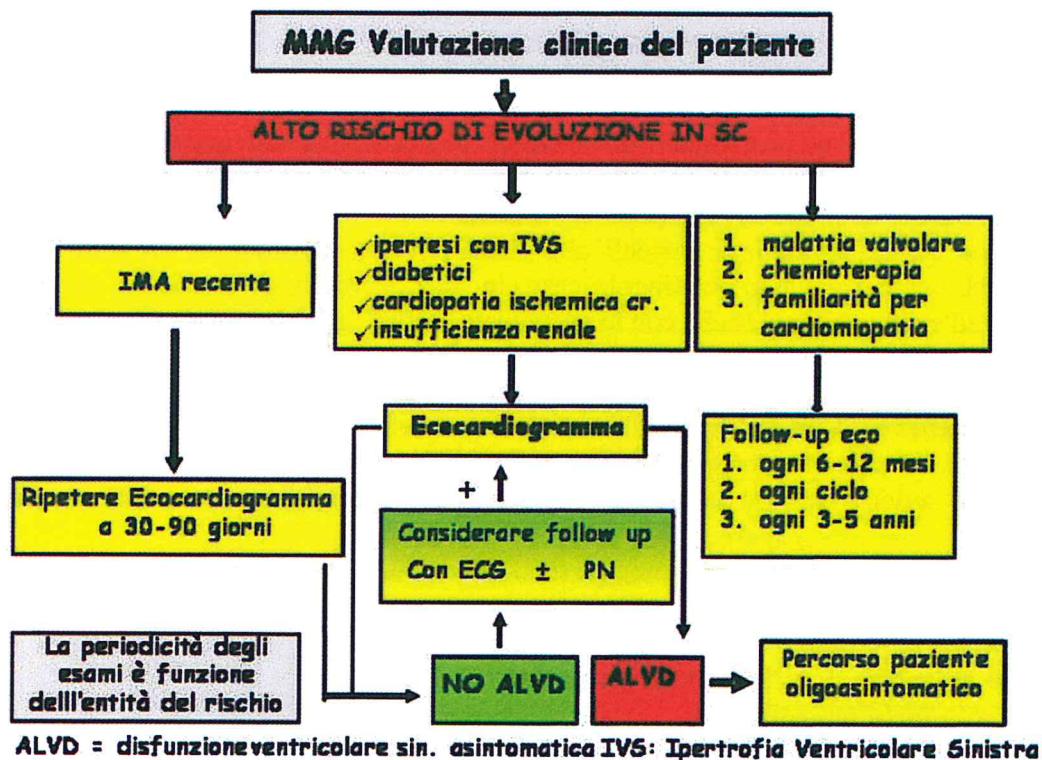 MMG Valutazione clinica del paziente
ALTO RISCHIO DI EVOLUZIONE IN SC
IMA recente
✓ipertesi con IVS
✓diabetici
✓cardiopatia ischemica cr.
✓insufficienza renale
1. malattia valvolare
2. chemioterapia
3. familiarità per
cardiomiopatia
Ecocardiogramma
Follow-up eco
1. ogni 6-12 mesi
2. ogni ciclo
3. ogni 3-5 anni
Ripetere Ecocardiogramma
a 30-90 giorni
+
Considerare follow up
Con ECG ± PN
La periodicità degli
esami è funzione
delll'entità del rischio
NO ALVD
ALVD
Percorso paziente
oligoasintomatico
ALVD = disfunzione ventricolare sin. asintomatica IVS: Ipertrofia Ventricolare Sinistra